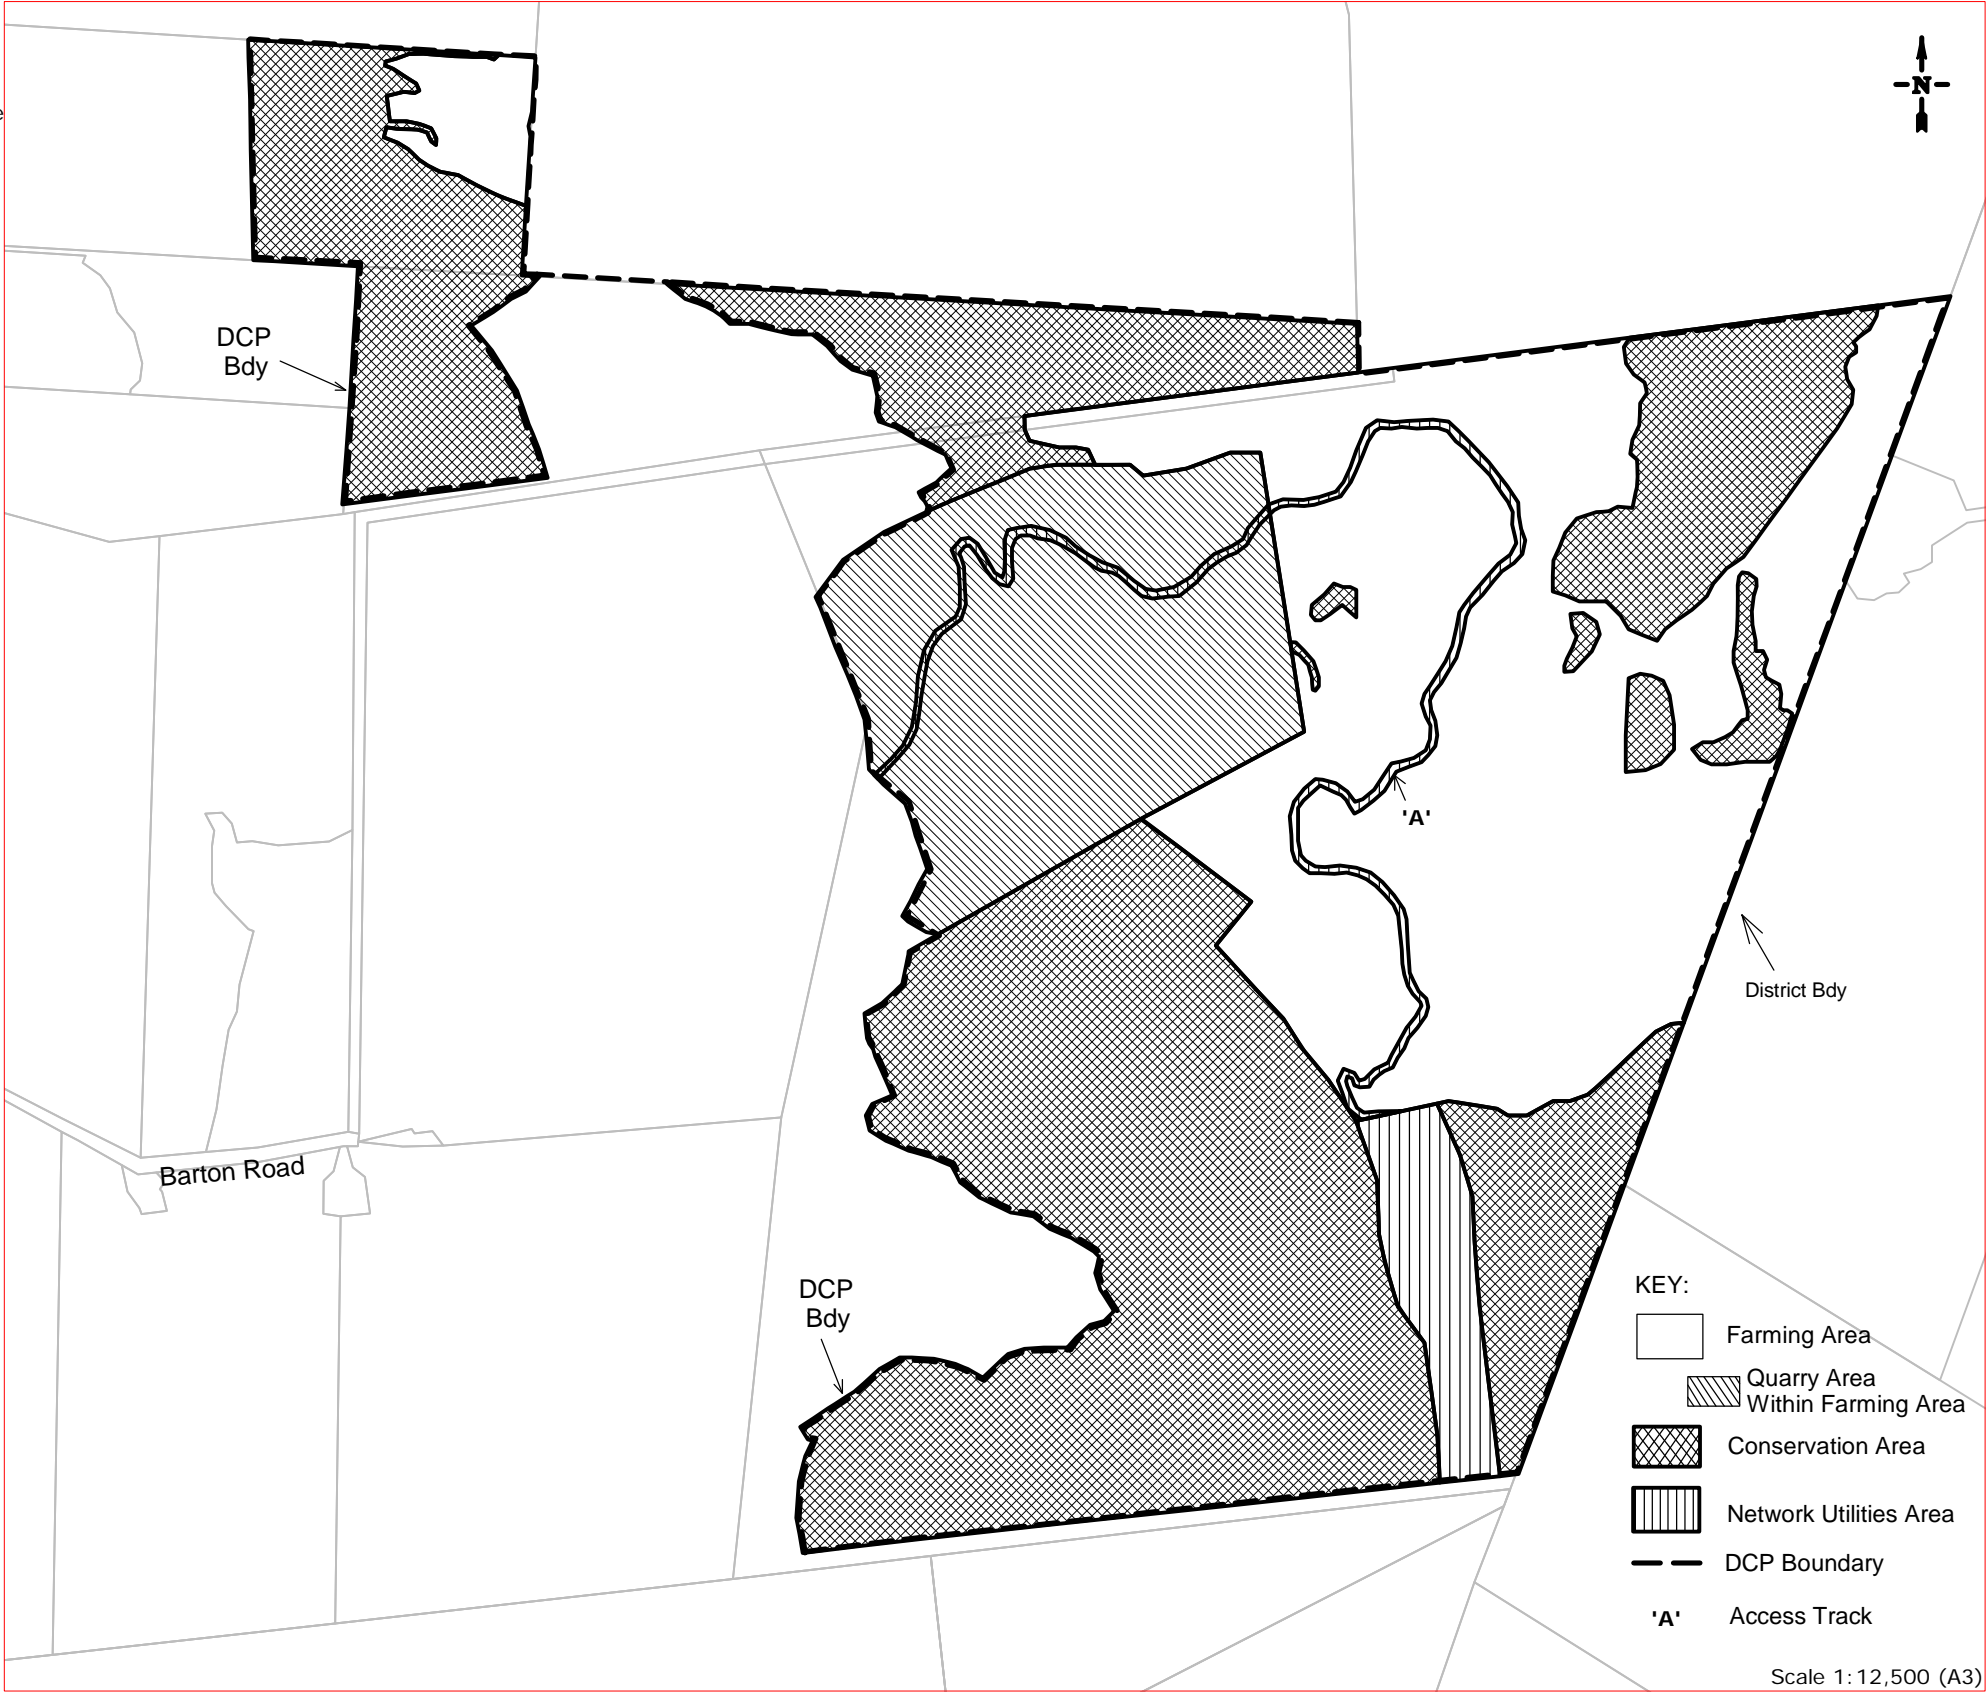 N
e
DCP
Bdy
'A'
District Bdy
Barton Road
DCP
Bdy
KEY:
Farming Area
Quarry Area
Within Farming Area
Conservation Area
Network Utilities Area
DCP Boundary
'A' Access Track
Scale 1:12,500 (A3)